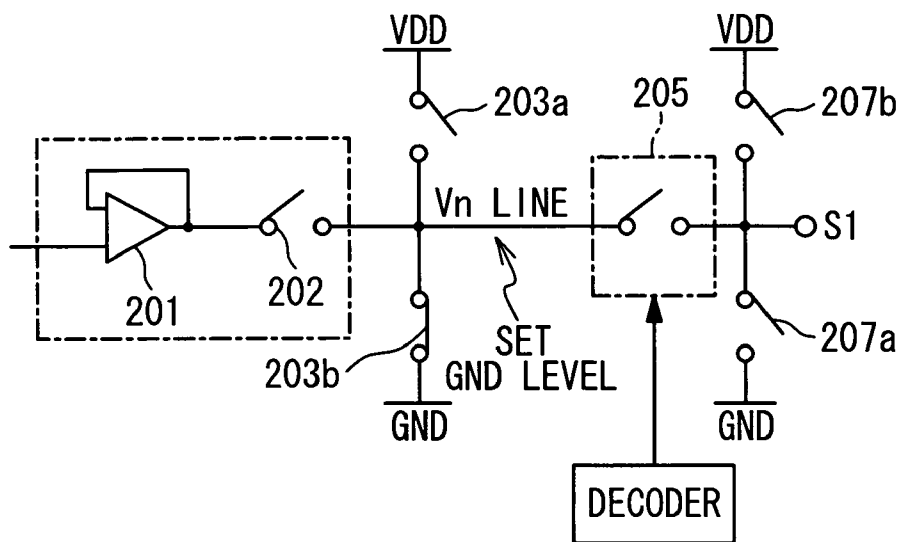 VDD
VDD
203a
205
207b
Vn LINE
S1
201
202
203b
SET
GND LEVEL
207a
GND
GND
DECODER